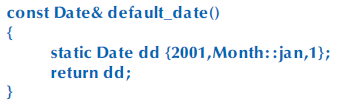 const Date& default_date()
{
static Date dd {2001,Month::jan,1};
return dd;
}